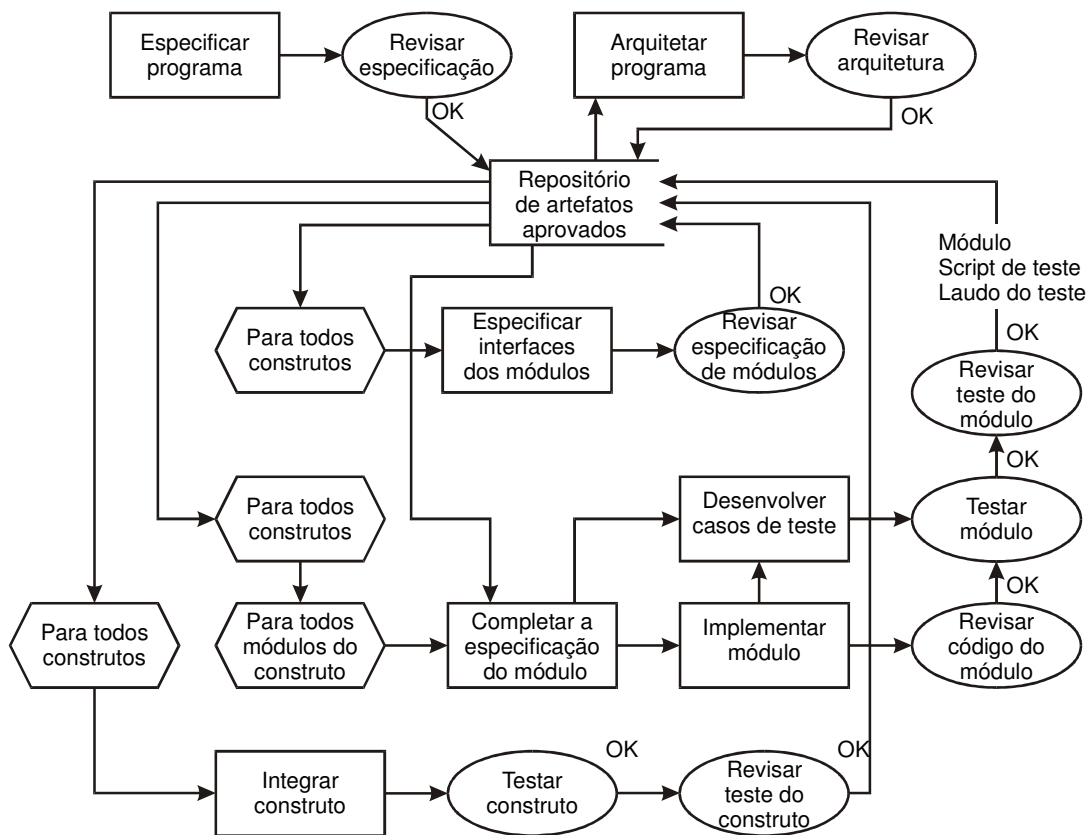 Especificar
programa
Revisar
especificação
OK
Arquitetar
programa
Revisar
arquitetura
OK
Repositório
de artefatos
aprovados
Módulo
Script de teste
Laudo do teste
OK
Para todos
construtos
Especificar
interfaces
dos módulos
OK
Revisar
especificação
de módulos
Revisar
teste do
módulo
OK
Para todos
construtos
Desenvolver
casos de teste
Testar
módulo
OK
Para todos
construtos
Para todos
módulos do
construto
Completar a
especificação
do módulo
Implementar
módulo
Revisar
código do
módulo
Integrar
construto
Testar
construto
OK
Revisar
teste do
construto
OK